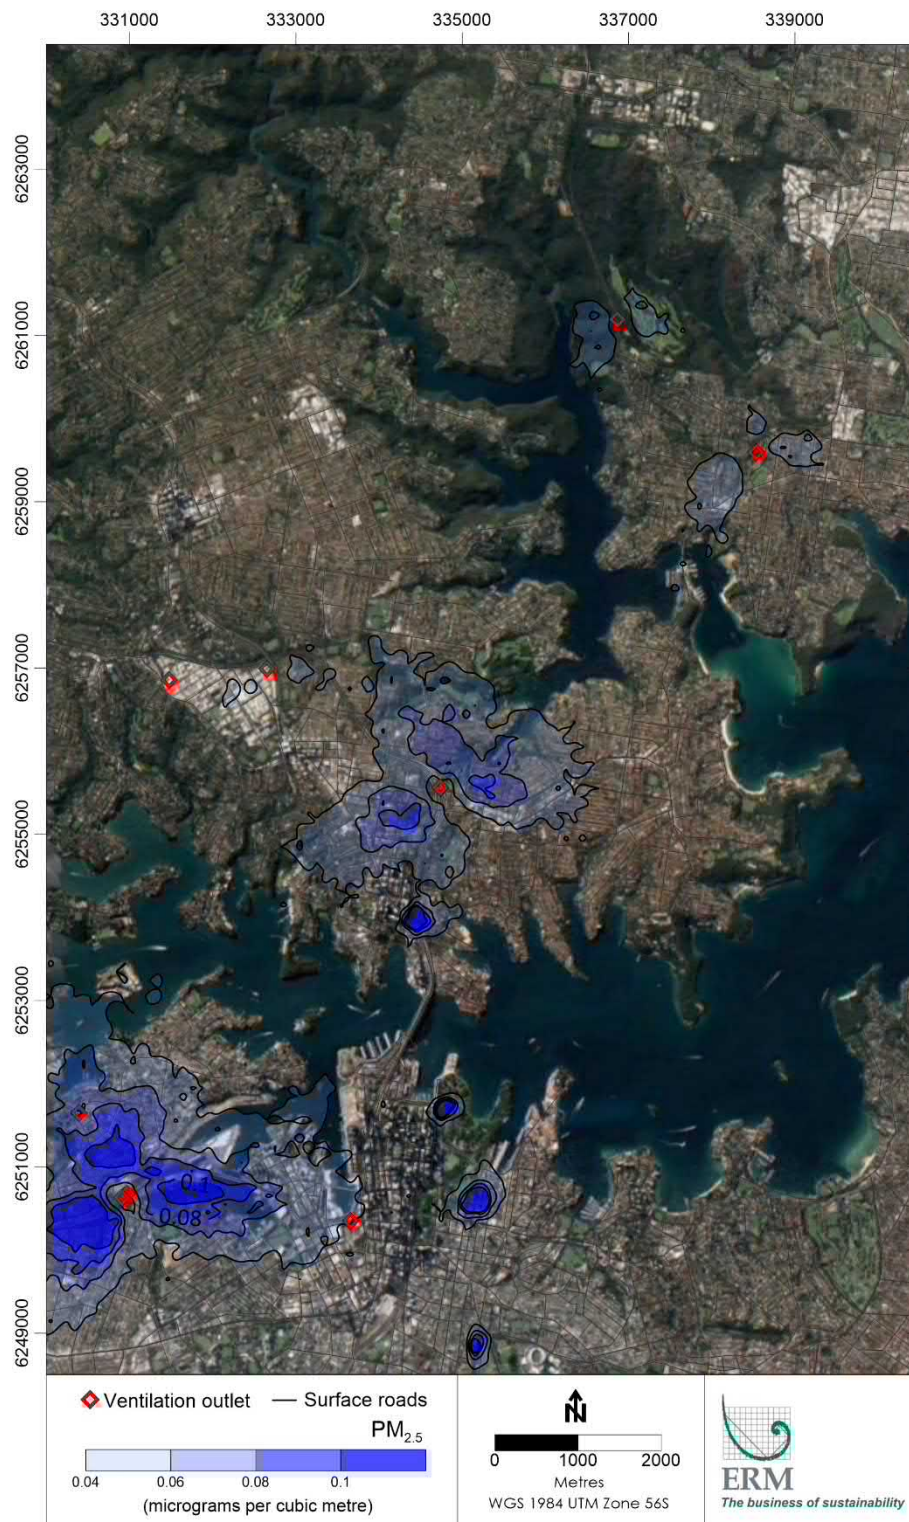 331000 333000 335000 337000 339000
6263000
6261000
6259000
6257000
6255000
6253000
6251000
6249000
0.1
0.08
Ventilation outlet
Surface roads
PM2.5
0.04 0.06 0.08 0.1
(micrograms per cubic metre)
N
0 1000 2000
Metres
WGS 1984 UTM Zone 56S
ERM
The business of sustainability